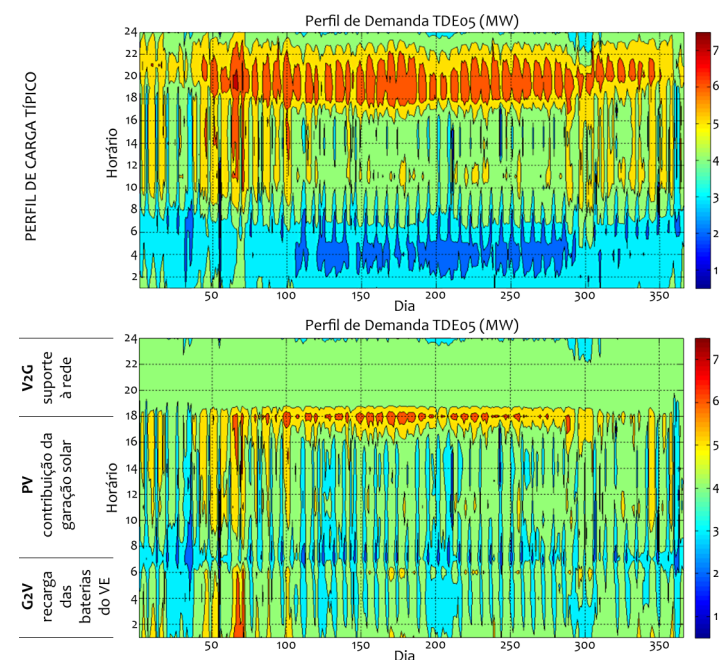 Perfil de Demanda TDE05 (MW)
PERFIL DE CARGA TÍPICO
Horário
24
22
20
18
16
14
12
10
8
6
4
2
50
100
150
200
250
300
350
Dia
7
6
5
4
3
2
1
Perfil de Demanda TDE05 (MW)
V2G
suporte
à rede
PV
contribuição da
garação solar
G2V
recarga
das
baterias
do VE
Horário
24
22
20
18
16
14
12
10
8
6
4
2
50
100
150
200
250
300
350
Dia
7
6
5
4
3
2
1